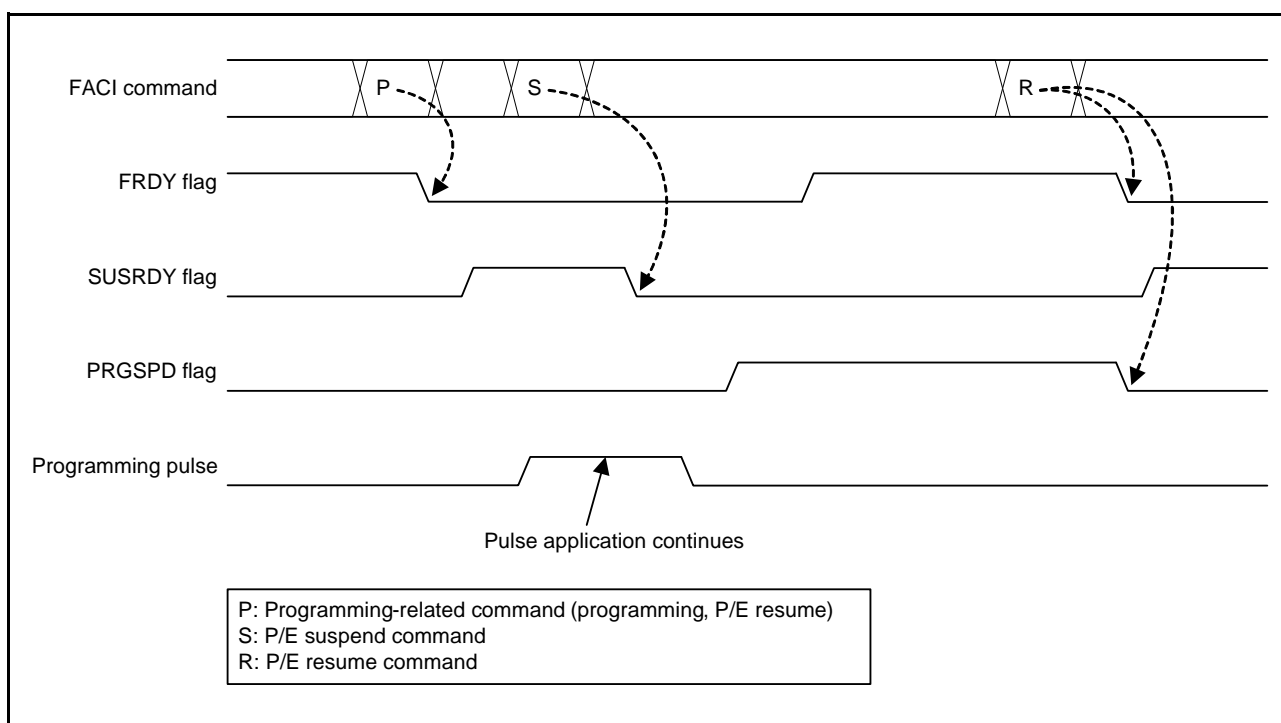 FACI command
P
S
R
FRDY flag
SUSRDY flag
PRGSPD flag
Programming pulse
Pulse application continues
P: Programming-related command (programming, P/E resume)
S: P/E suspend command
R: P/E resume command